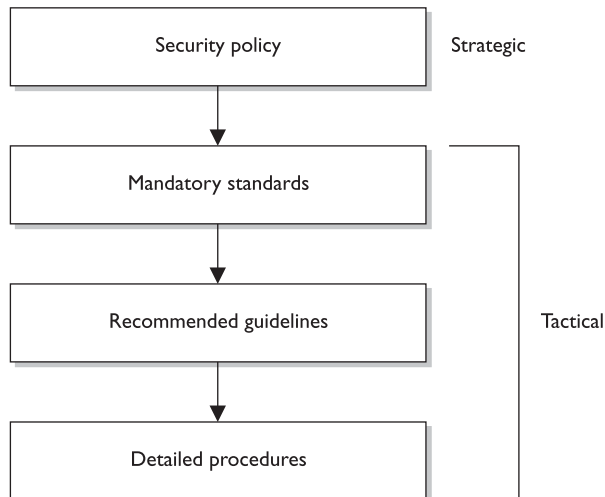 Security policy
Strategic
Mandatory standards
Recommended guidelines
Tactical
Detailed procedures